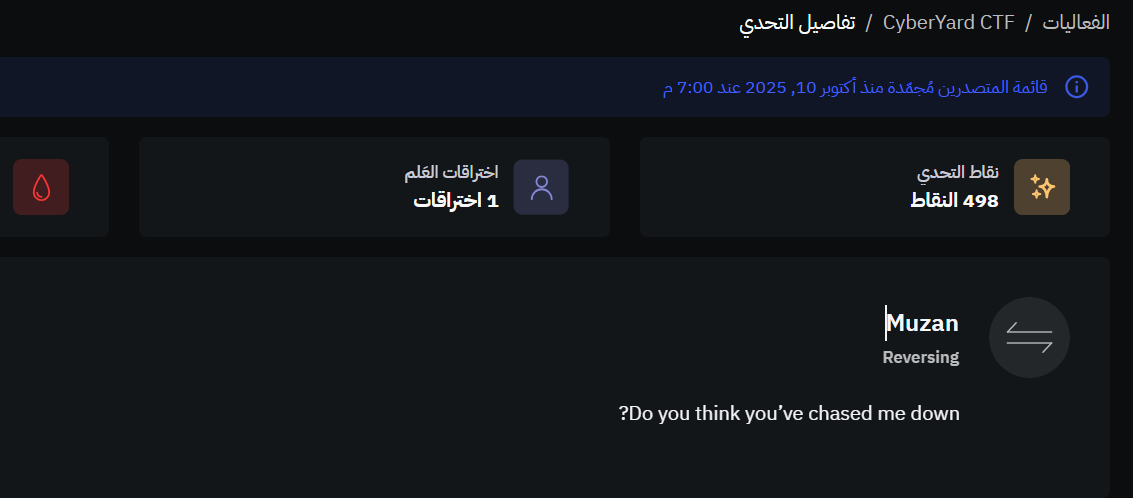 الفعاليات / CyberYard CTF / تفاصيل التحدي
قائمة المتصدرين مُجمّدة منذ أكتوبر 10, 2025 عند 7:00 م
نقاط التحدي
498 النقاط
اختراقات العَلم
1 اختراقات
Muzan
Reversing
?Do you think you’ve chased me down